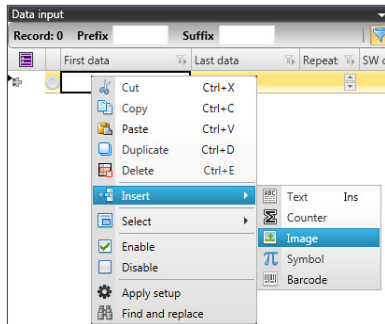 Data input
Record: 0 Prefix Suffix
First data Last data Repeat SW
Cut Ctrl+X
Copy Ctrl+C
Paste Ctrl+V
Duplicate Ctrl+D
Delete Ctrl+E
Insert
Text Ins
Select
Counter
Image
Enable
Symbol
Disable
Barcode
Apply setup
Find and replace